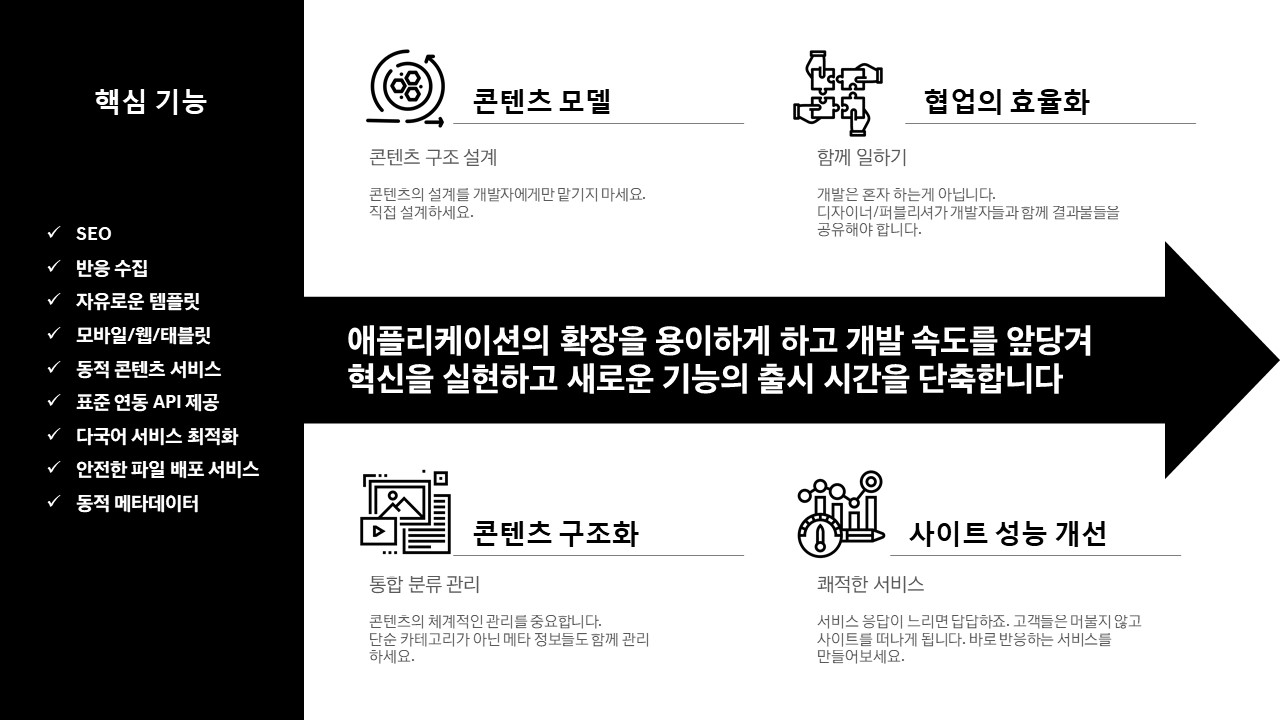 핵심 기능
SEO
반응 수집
자유로운 템플릿
모바일/웹/태블릿
동적 콘텐츠 서비스
표준 연동 API 제공
다국어 서비스 최적화
안전한 파일 배포 서비스
동적 메타데이터
콘텐츠 모델
콘텐츠 구조 설계
콘텐츠의 설계를 개발자에게만 맡기지 마세요.
직접 설계하세요.
협업의 효율화
함께 일하기
개발은 혼자 하는게 아닙니다.
디자이너/퍼블리셔가 개발자들과 함께 결과물들을
공유해야 합니다.
애플리케이션의 확장을 용이하게 하고 개발 속도를 앞당겨
혁신을 실현하고 새로운 기능의 출시 시간을 단축합니다
콘텐츠 구조화
통합 분류 관리
콘텐츠의 체계적인 관리를 중요합니다.
단순 카테고리가 아닌 메타 정보들도 함께 관리
하세요.
사이트 성능 개선
쾌적한 서비스
서비스 응답이 느리면 답답하죠. 고객들은 머물지 않고
사이트를 떠나게 됩니다. 바로 반응하는 서비스를
만들어보세요.